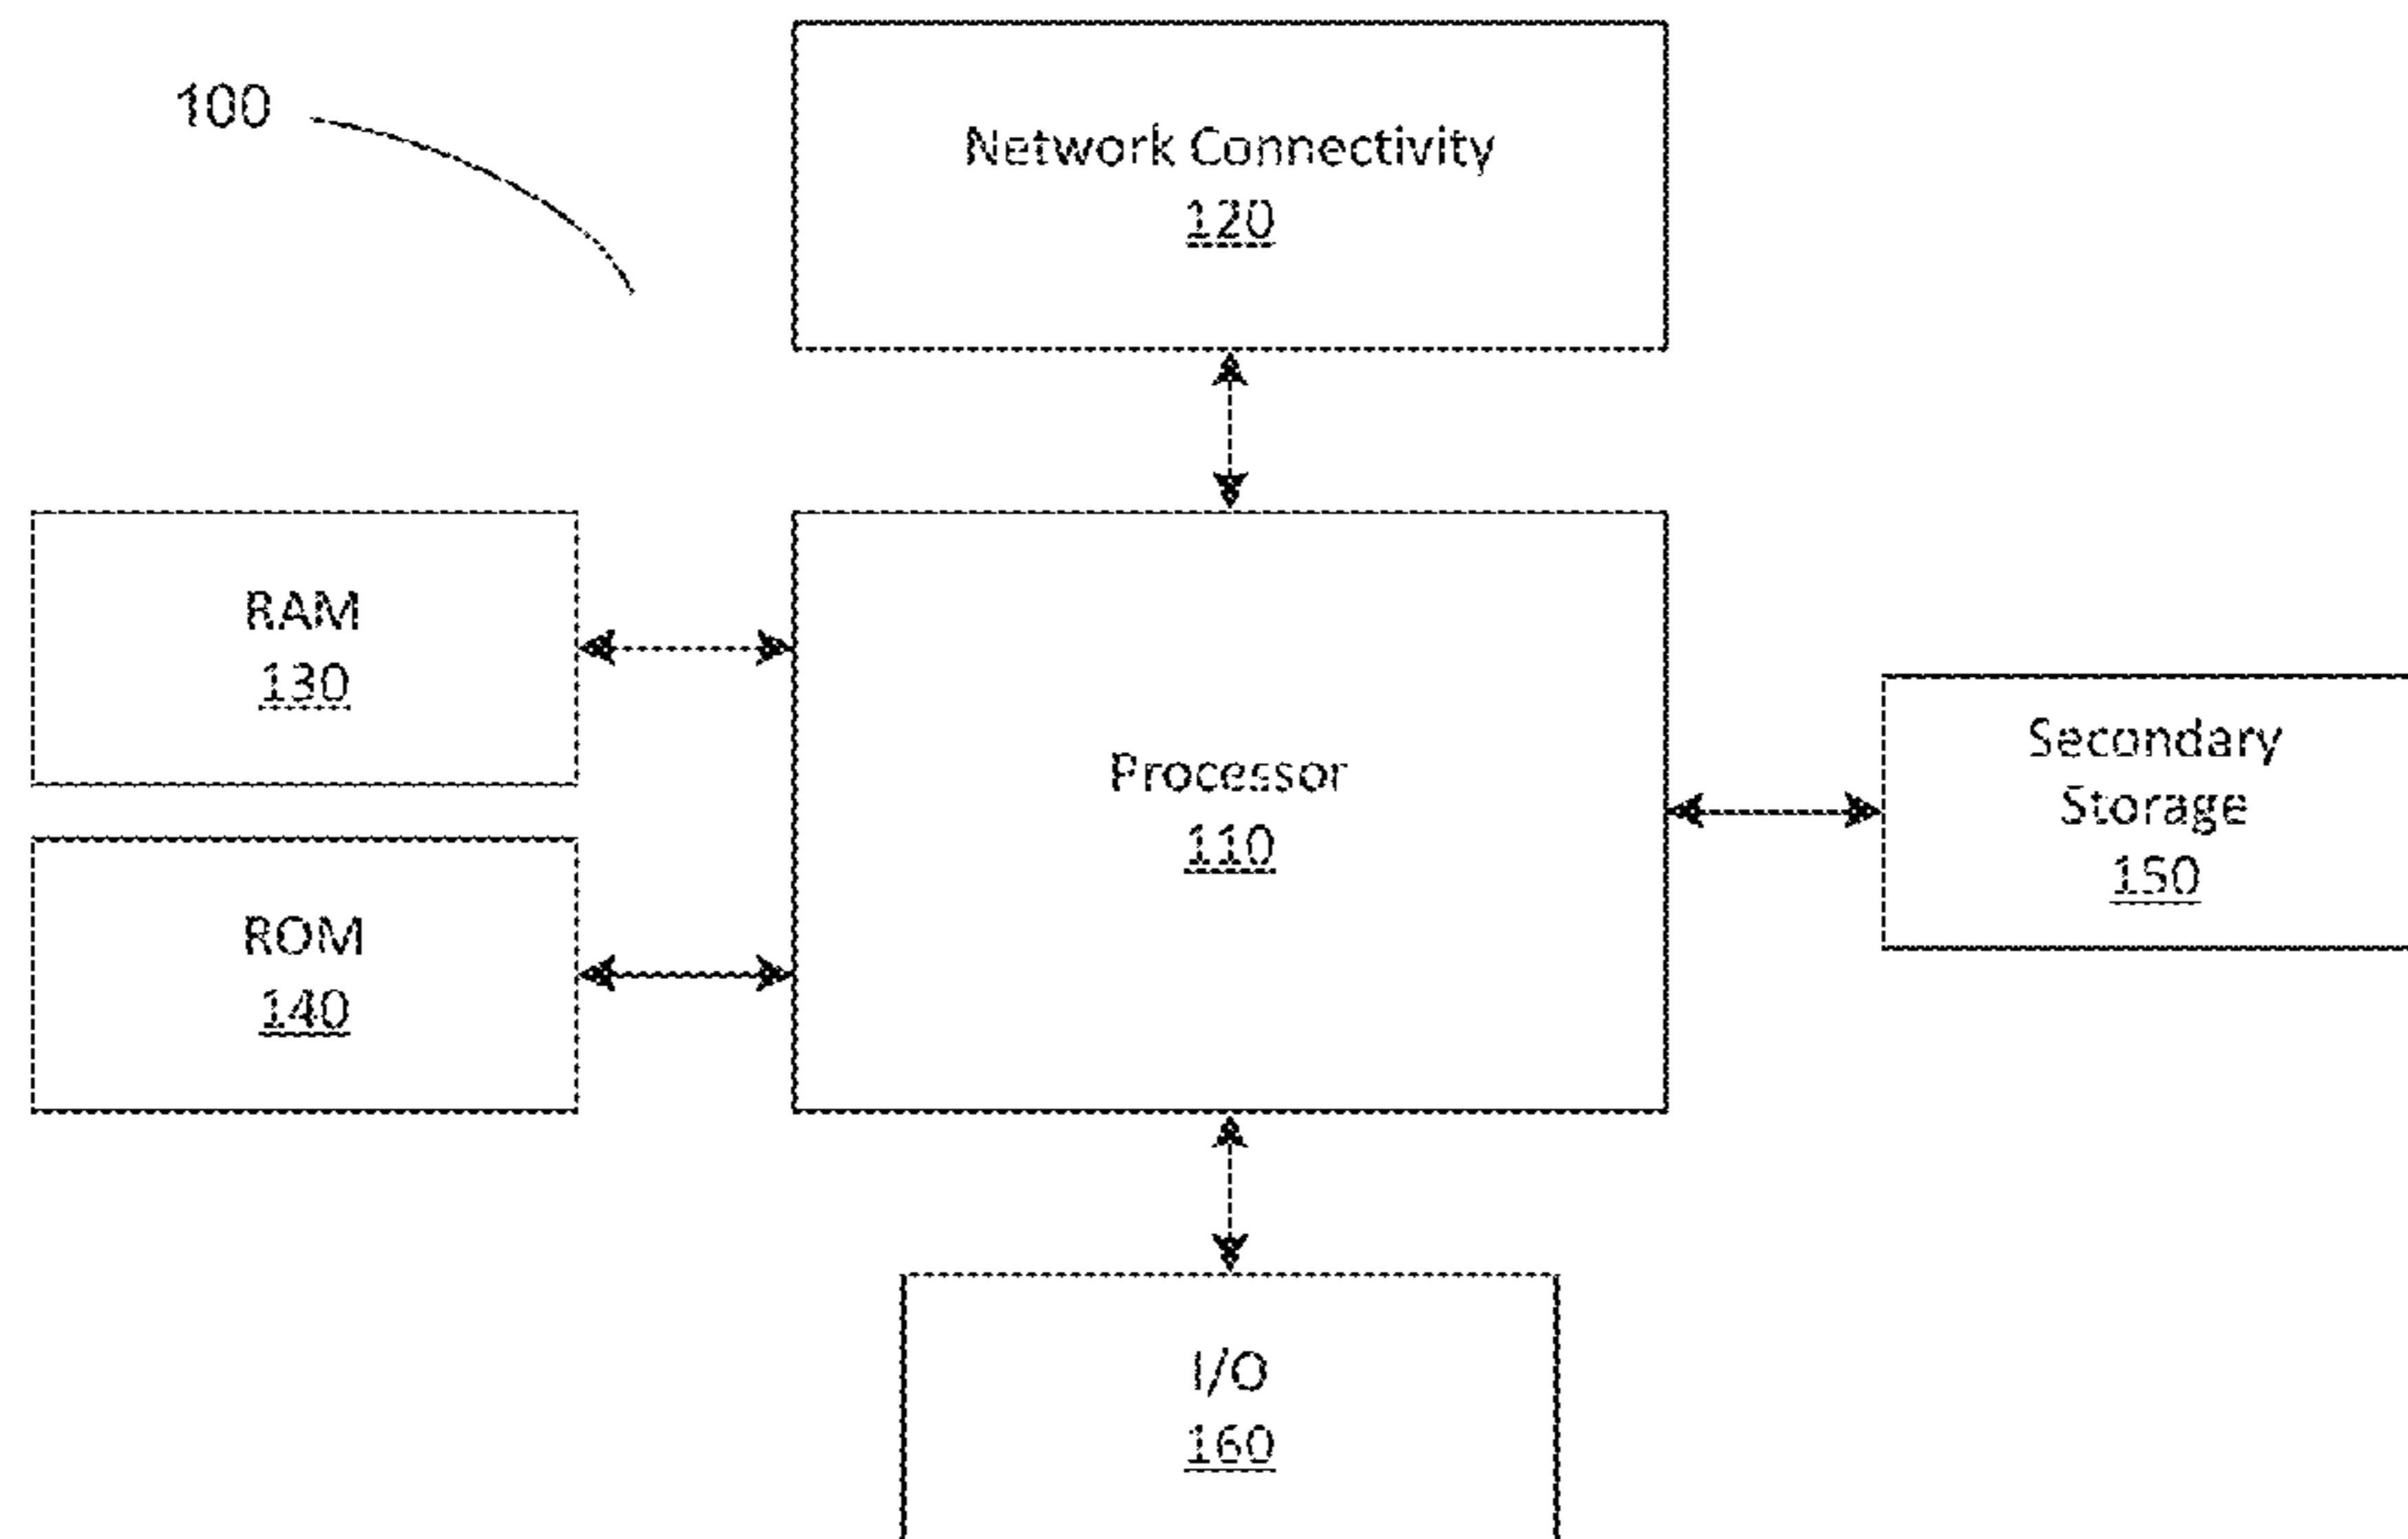 100
Network Connectivity
120
RAM
130
Processor
110
Secondary
Storage
150
ROM
140
I/O
160